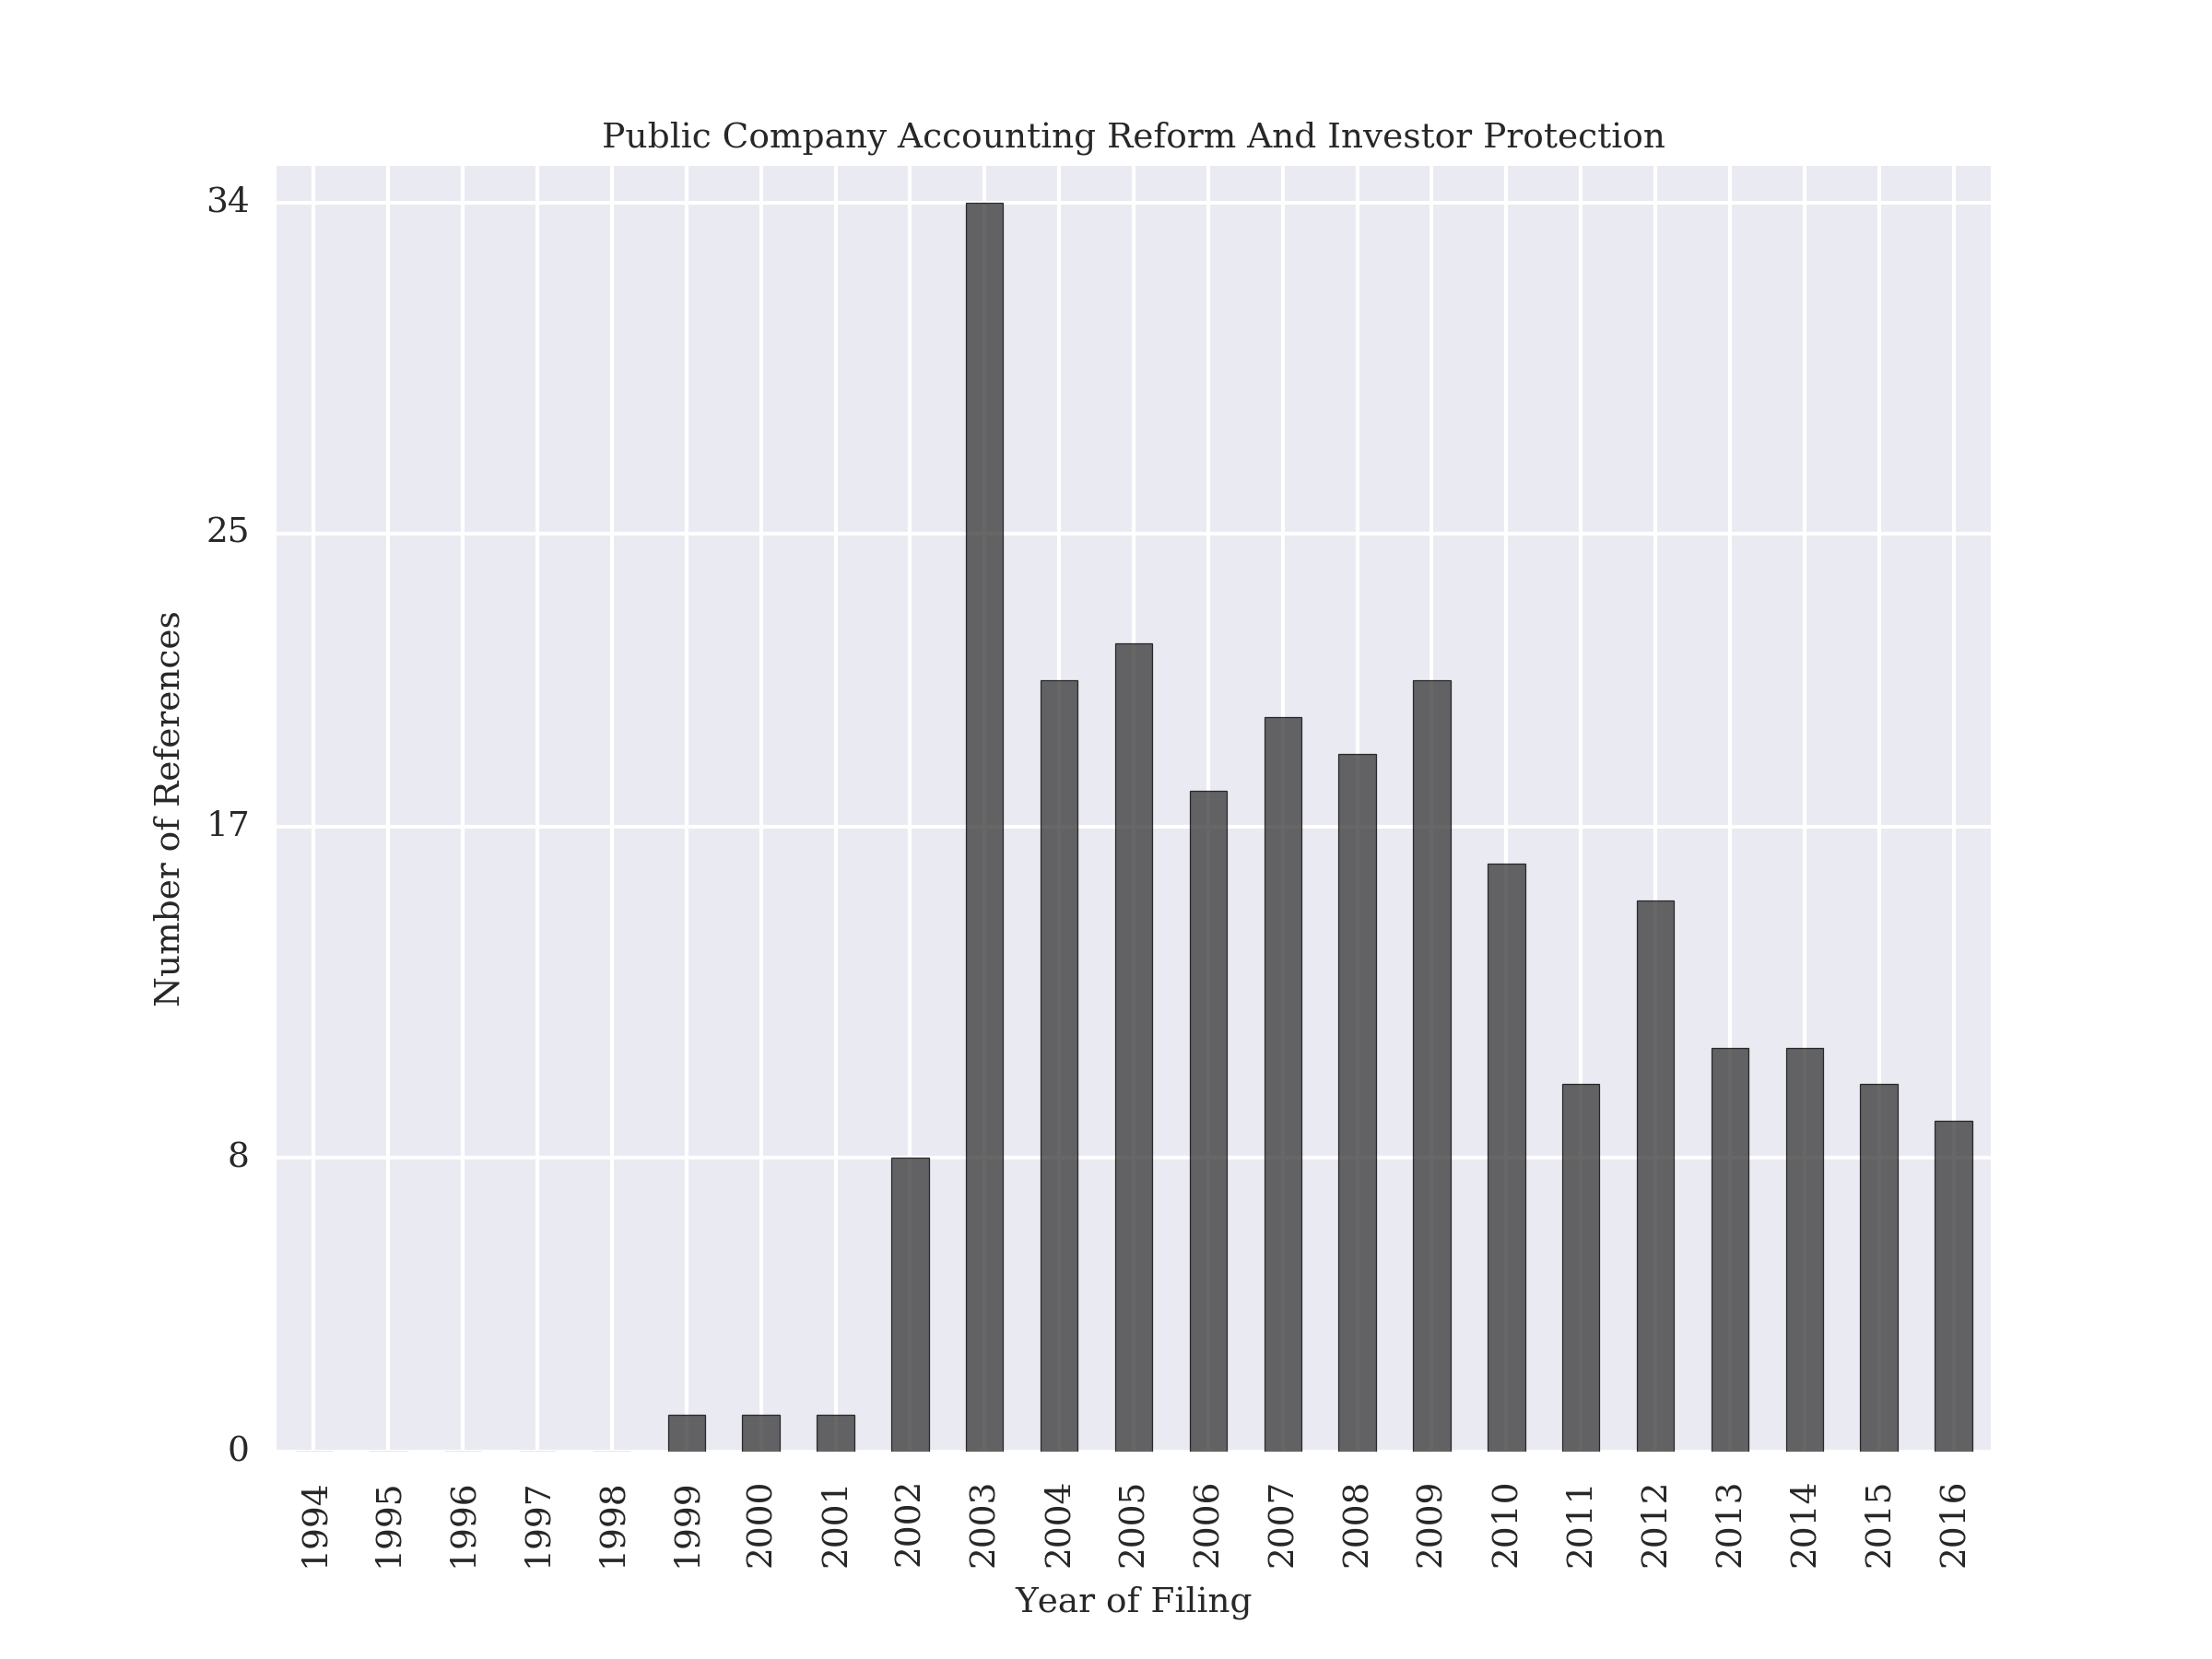 Public Company Accounting Reform And Investor Protection
34
25
17
8
0
Number of References
1994 1995 1996 1997 1998 1999 2000 2001 2002 2003 2004 2005 2006 2007 2008 2009 2010 2011 2012 2013 2014 2015 2016
Year of Filing